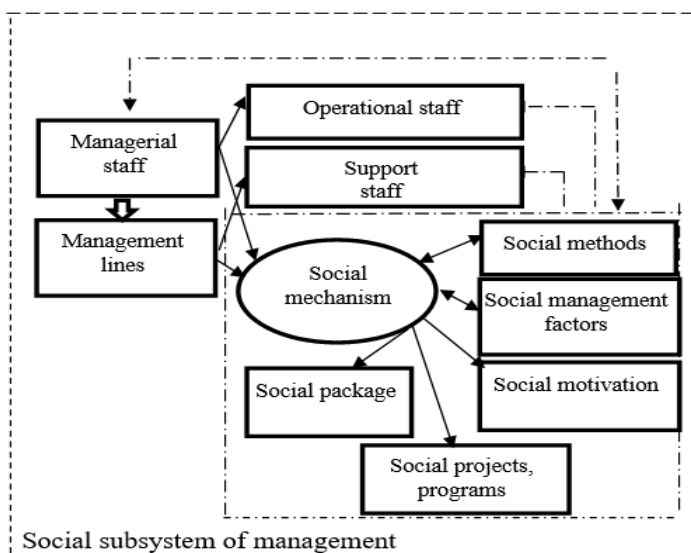 Operational staff
Managerial
staff
Support
staff
Management
lines
Social methods
Social
mechanism
Social management
factors
Social package
Social motivation
Social projects,
programs
Social subsystem of management